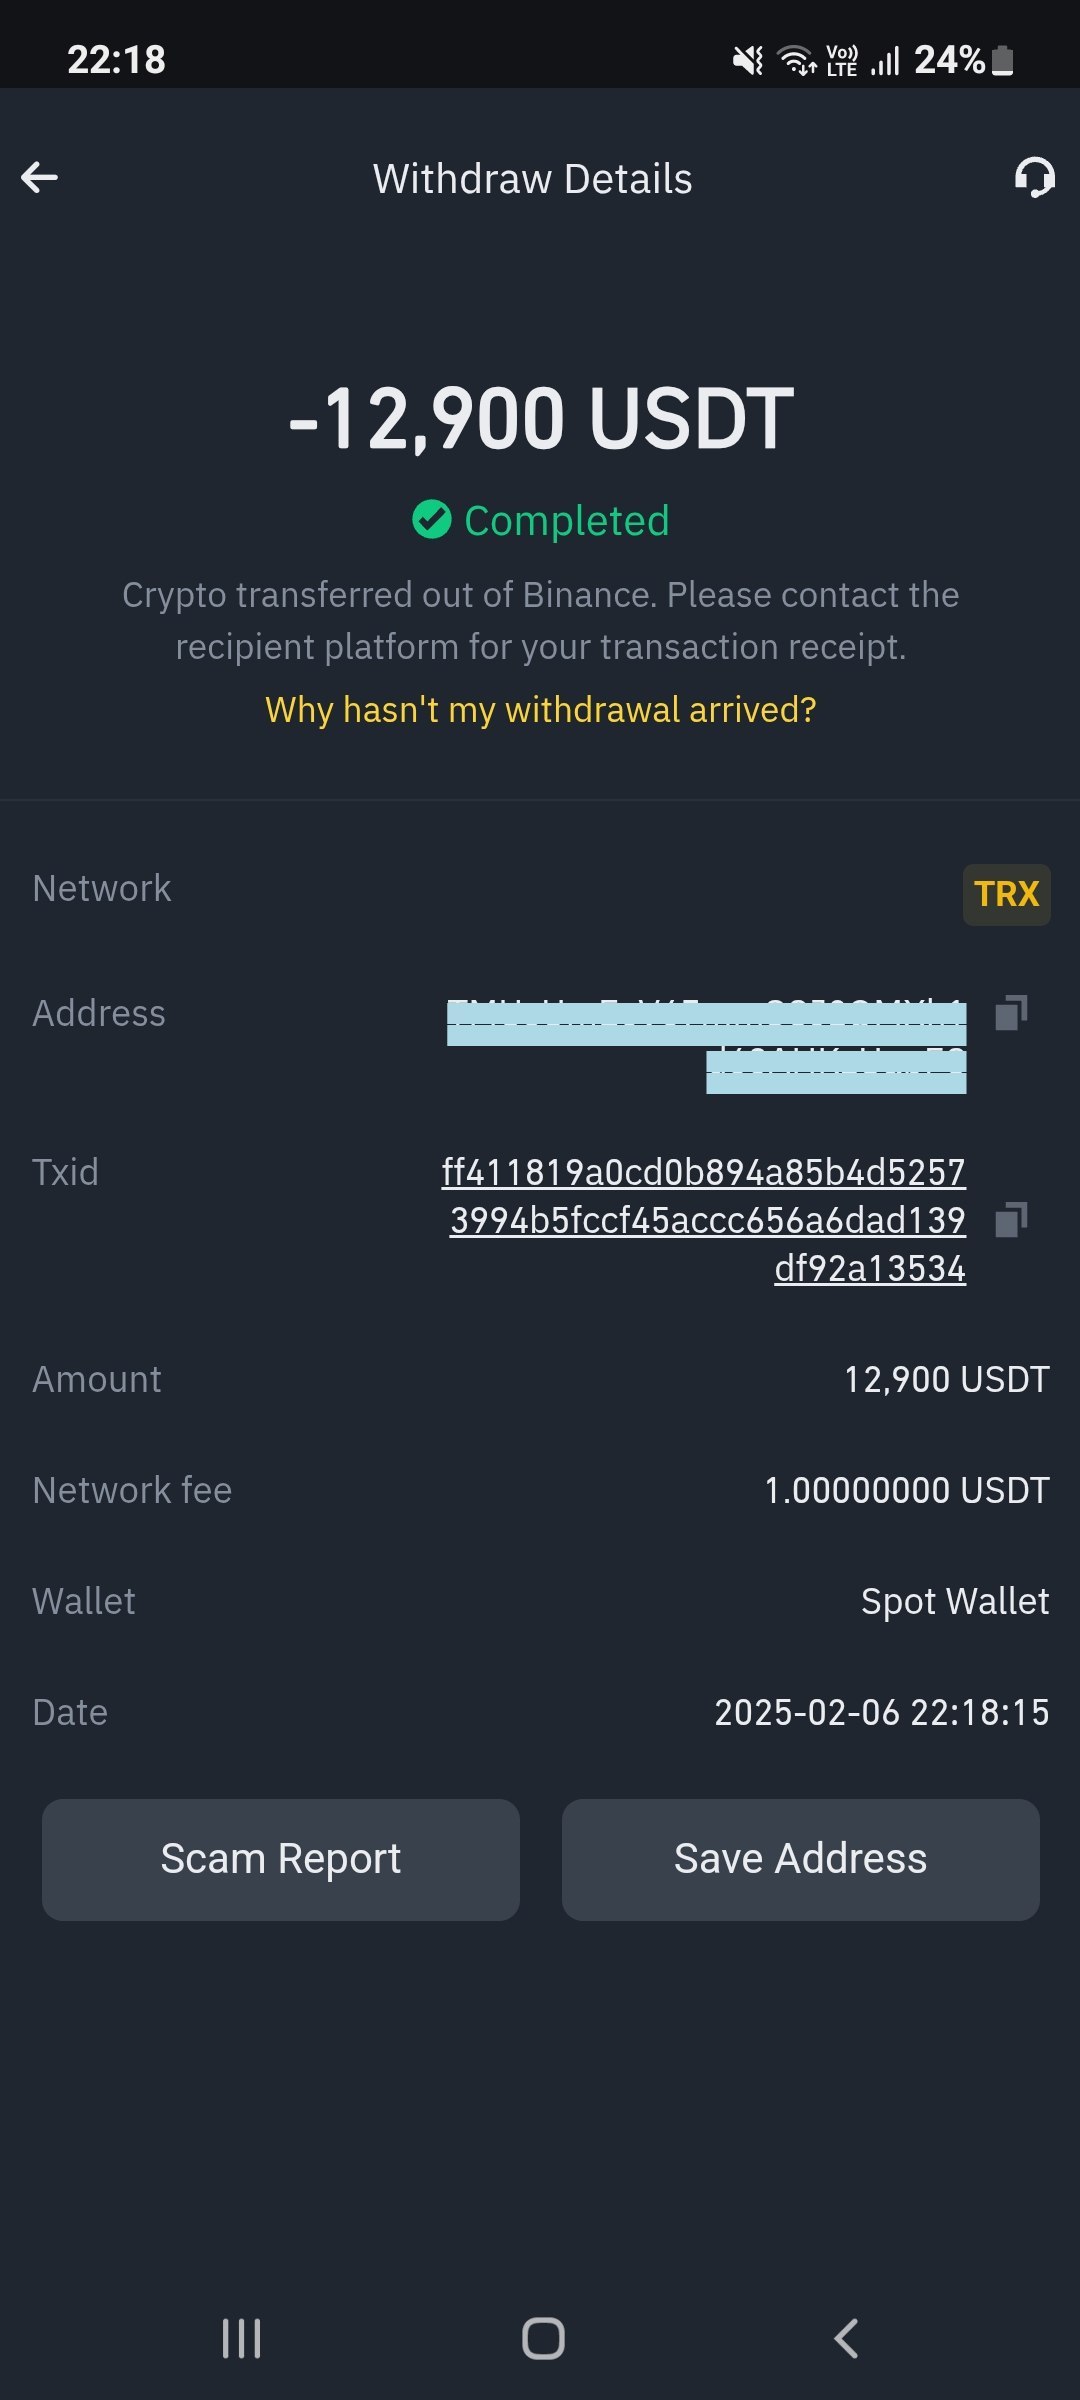 22:18
Vo))
LTE
24%
Withdraw Details
-12,900 USDT
Completed
Crypto transferred out of Binance. Please contact the
recipient platform for your transaction receipt.
Why hasn't my withdrawal arrived?
Network
TRX
Address
Txid
ff411819a0cd0b894a85b4d5257
3994b5fccf45accc656a6dad139
df92a13534
Amount
12,900 USDT
Network fee
1.00000000 USDT
Wallet
Spot Wallet
Date
2025-02-06 22:18:15
Scam Report
Save Address